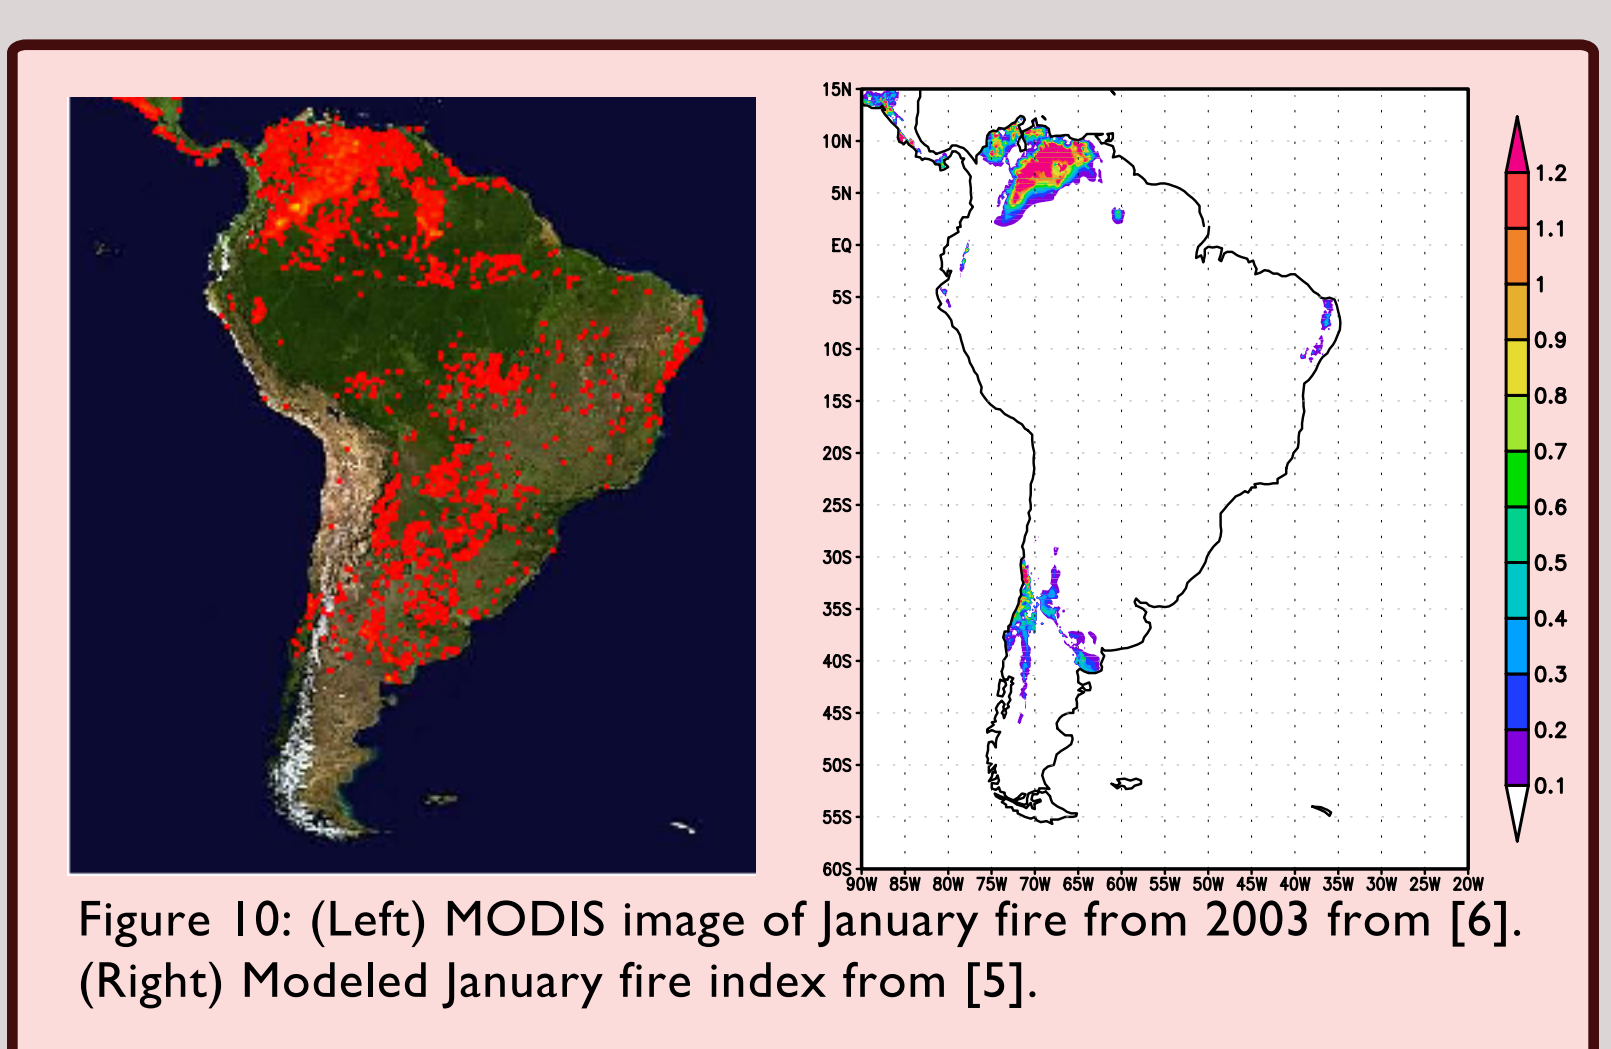 15N
10N
5N
EQ
5S
10S
15S
20S
25S
30S
35S
40S
45S
50S
55S
60S
90W 85W 80W 75W 70W 65W 60W 55W 50W 45W 40W 35W 30W 25W 20W
1.2
1.1
1
0.9
0.8
0.7
0.6
0.5
0.4
0.3
0.2
0.1
Figure 10: (Left) MODIS image of January fire from 2003 from [6].
(Right) Modeled January fire index from [5].